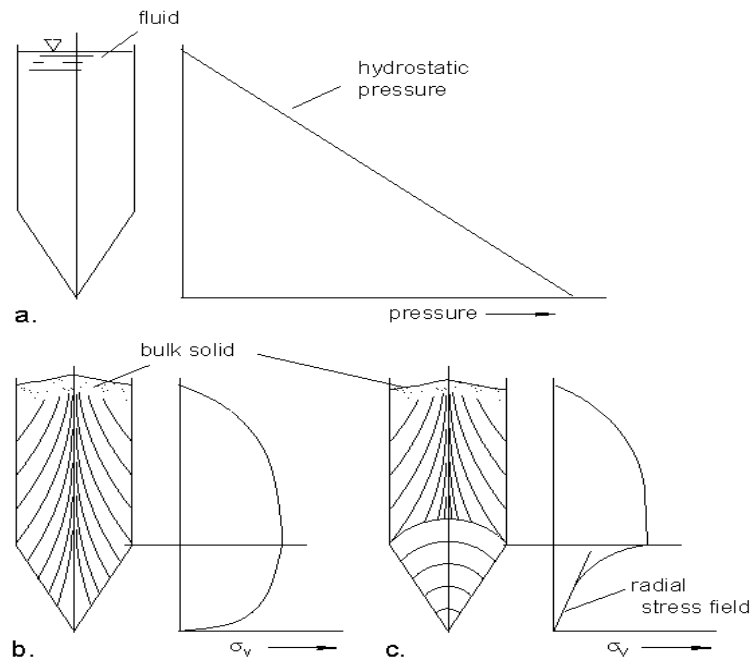 fluid
hydrostatic
pressure
a.
pressure
bulk solid
radial
stress field
b.
σv
c.
σv